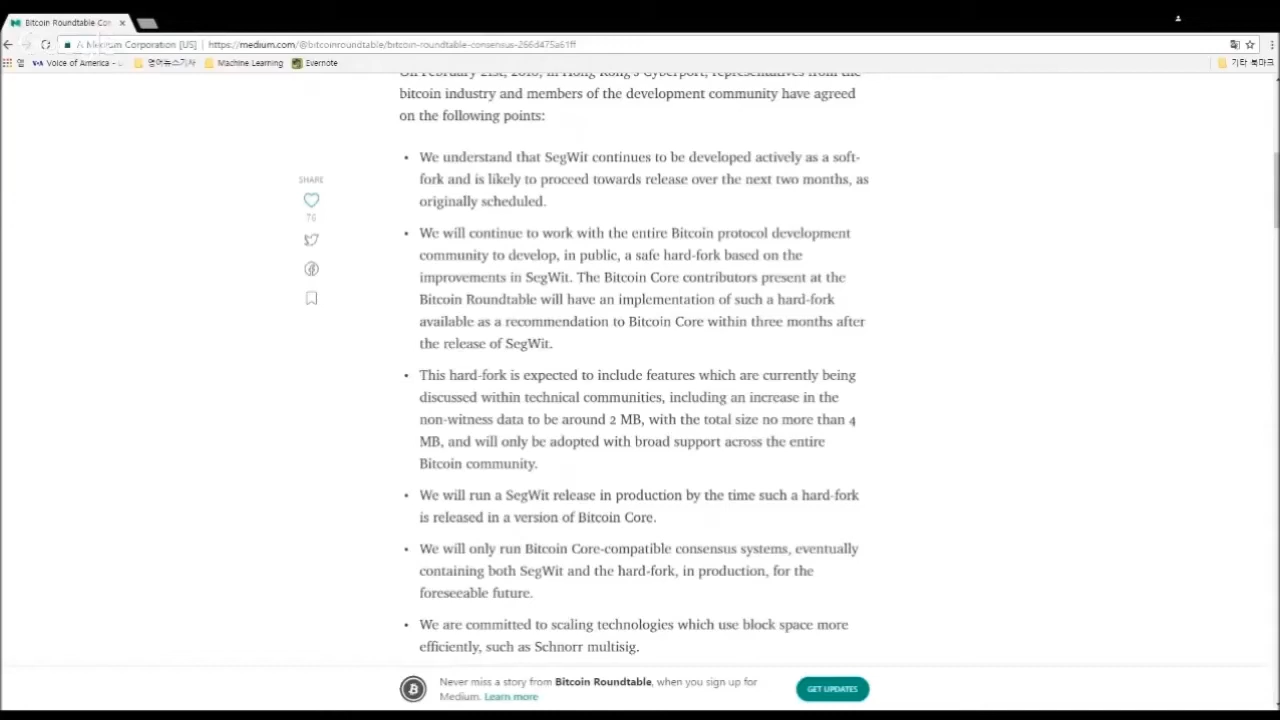 Bitcoin Roundtable Co
Medium Corporation [US] | https://medium.com/@bitcoinroundtable/bitcoin-roundtable-consensus-266d475a61ff
앱 Voice of America - 영어뉴스기사 Machine Learning Evernote 기타 북마크
On February 21st, 2016, in Hong Kong's Cyberport, representatives from the
bitcoin industry and members of the development community have agreed
on the following points:
• We understand that SegWit continues to be developed actively as a soft-
fork and is likely to proceed towards release over the next two months, as
originally scheduled.
SHARE
76
• We will continue to work with the entire Bitcoin protocol development
community to develop, in public, a safe hard-fork based on the
improvements in SegWit. The Bitcoin Core contributors present at the
Bitcoin Roundtable will have an implementation of such a hard-fork
available as a recommendation to Bitcoin Core within three months after
the release of SegWit.
• This hard-fork is expected to include features which are currently being
discussed within technical communities, including an increase in the
non-witness data to be around 2 MB, with the total size no more than 4
MB, and will only be adopted with broad support across the entire
Bitcoin community.
• We will run a SegWit release in production by the time such a hard-fork
is released in a version of Bitcoin Core.
• We will only run Bitcoin Core-compatible consensus systems, eventually
containing both SegWit and the hard-fork, in production, for the
foreseeable future.
• We are committed to scaling technologies which use block space more
efficiently, such as Schnorr multisig.
Never miss a story from Bitcoin Roundtable, when you sign up for
Medium. Learn more
GET UPDATES